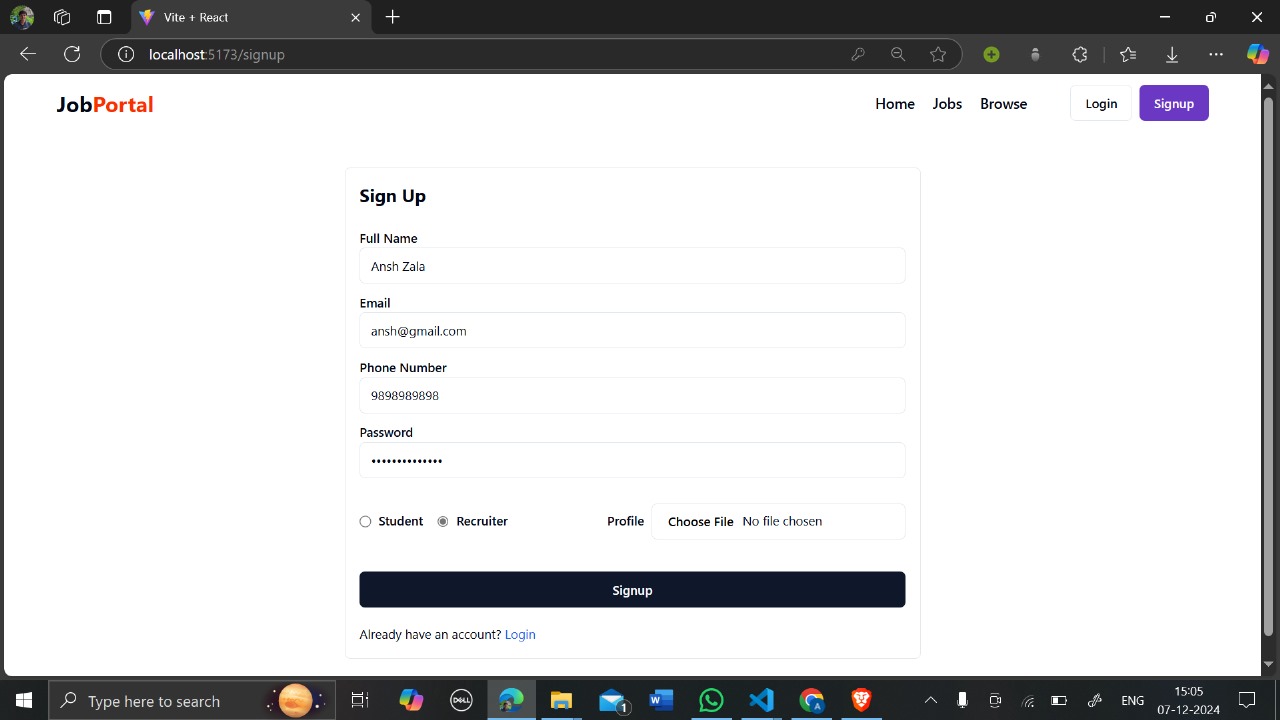 Vite + React
localhost:5173/signup
JobPortal
Home Jobs Browse Login Signup
Sign Up
Full Name
Ansh Zala
Email
ansh@gmail.com
Phone Number
9898989898
Password
••••••••••••••
Student Recruiter Profile Choose File No file chosen
Signup
Already have an account? Login
Type here to search
DELL
1
ENG
15:05
07-12-2024